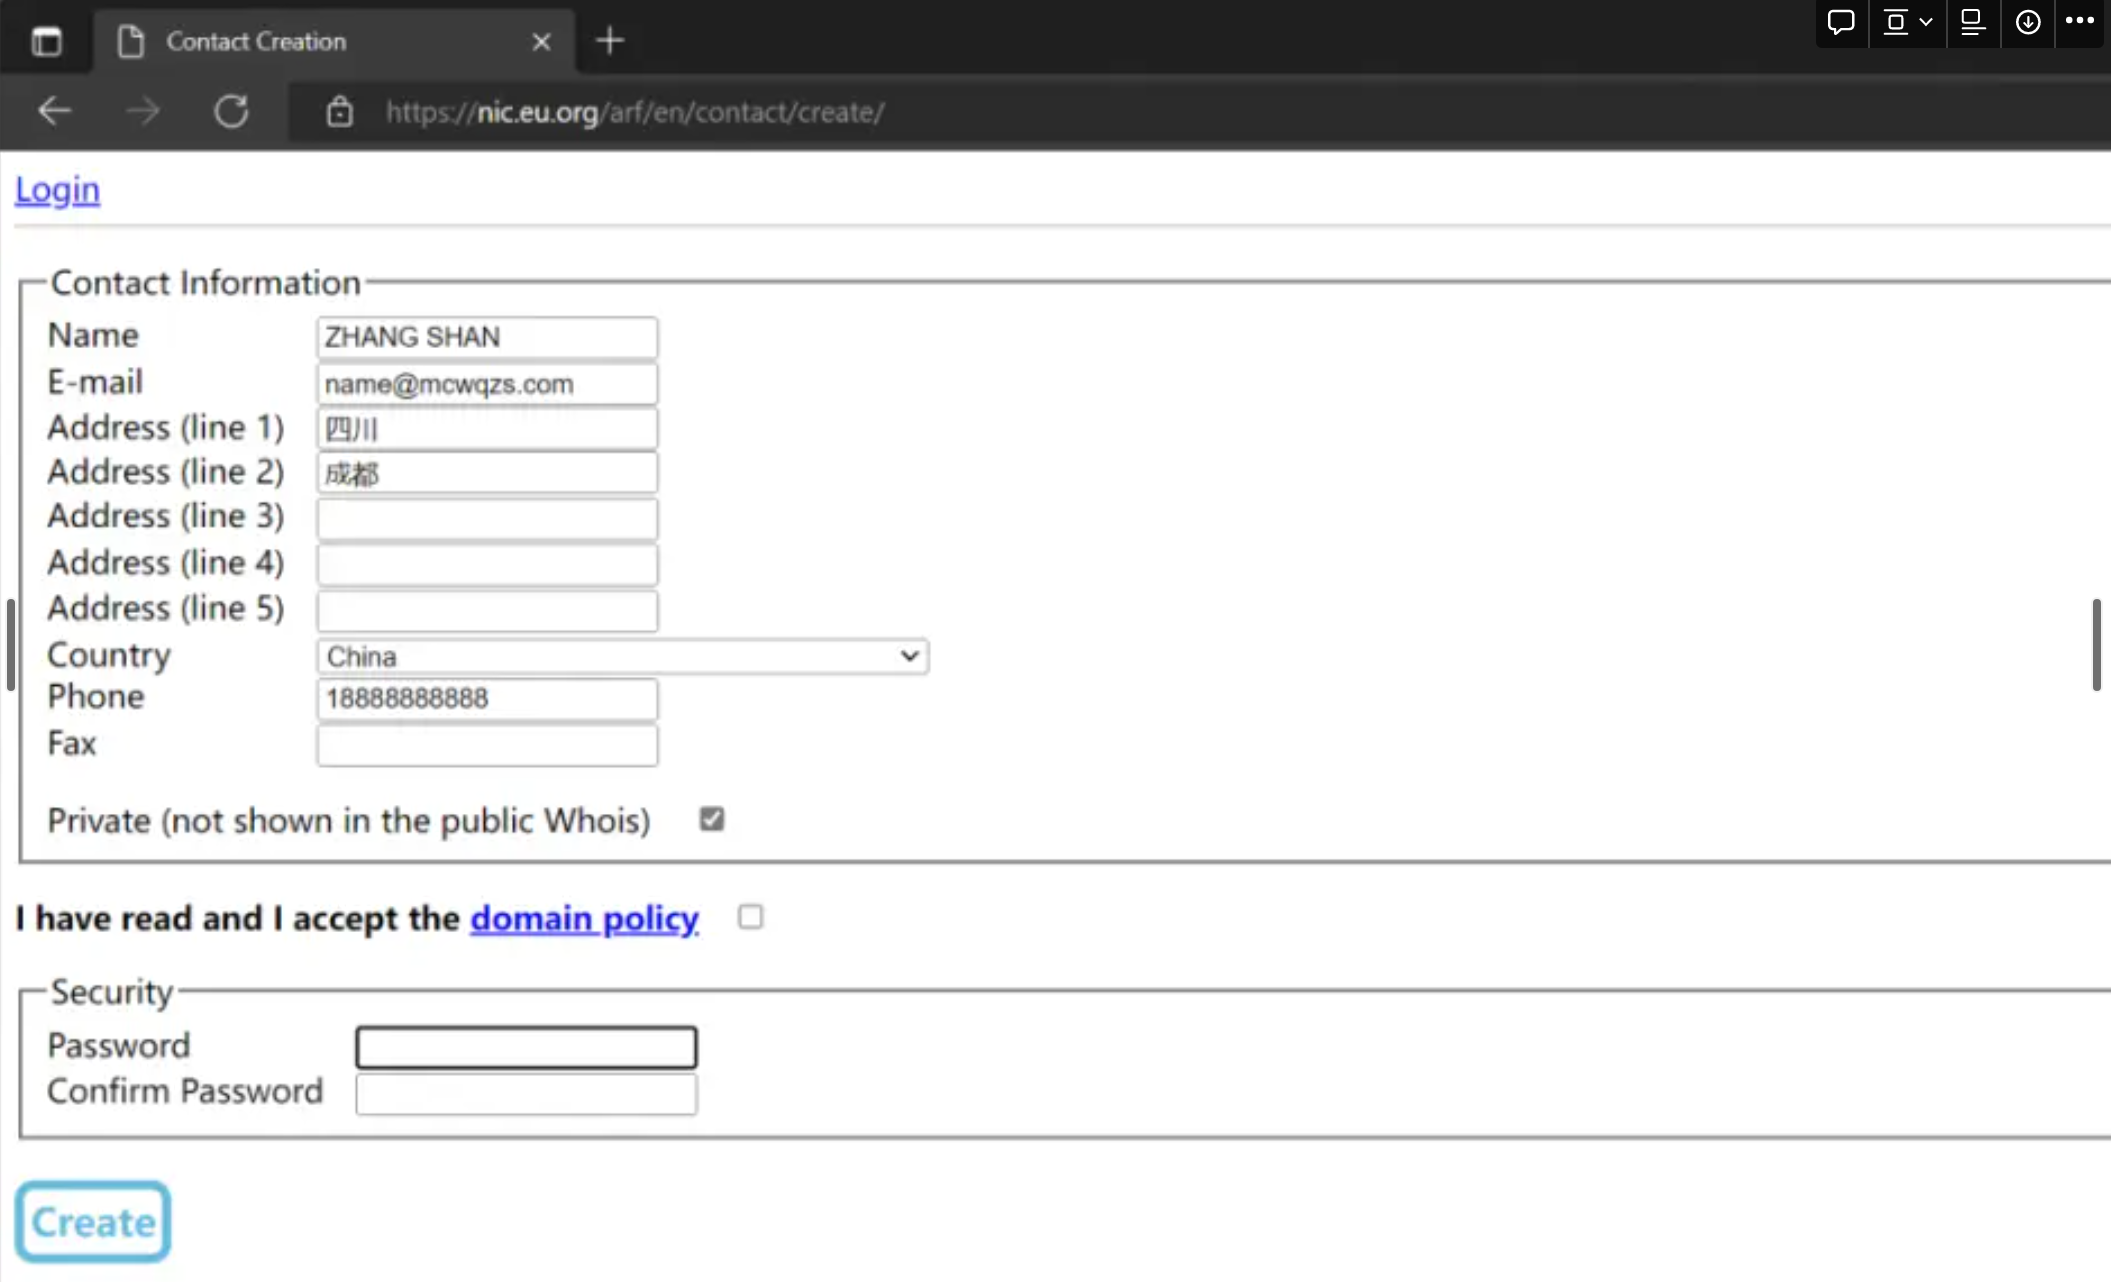 Contact Creation
https://nic.eu.org/arf/en/contact/create/
Login
Contact Information
Name ZHANG SHAN
E-mail name@mcwqzs.com
Address (line 1) 四川
Address (line 2) 成都
Address (line 3)
Address (line 4)
Address (line 5)
Country China
Phone 18888888888
Fax
Private (not shown in the public Whois)
I have read and I accept the domain policy
Security
Password
Confirm Password
Create